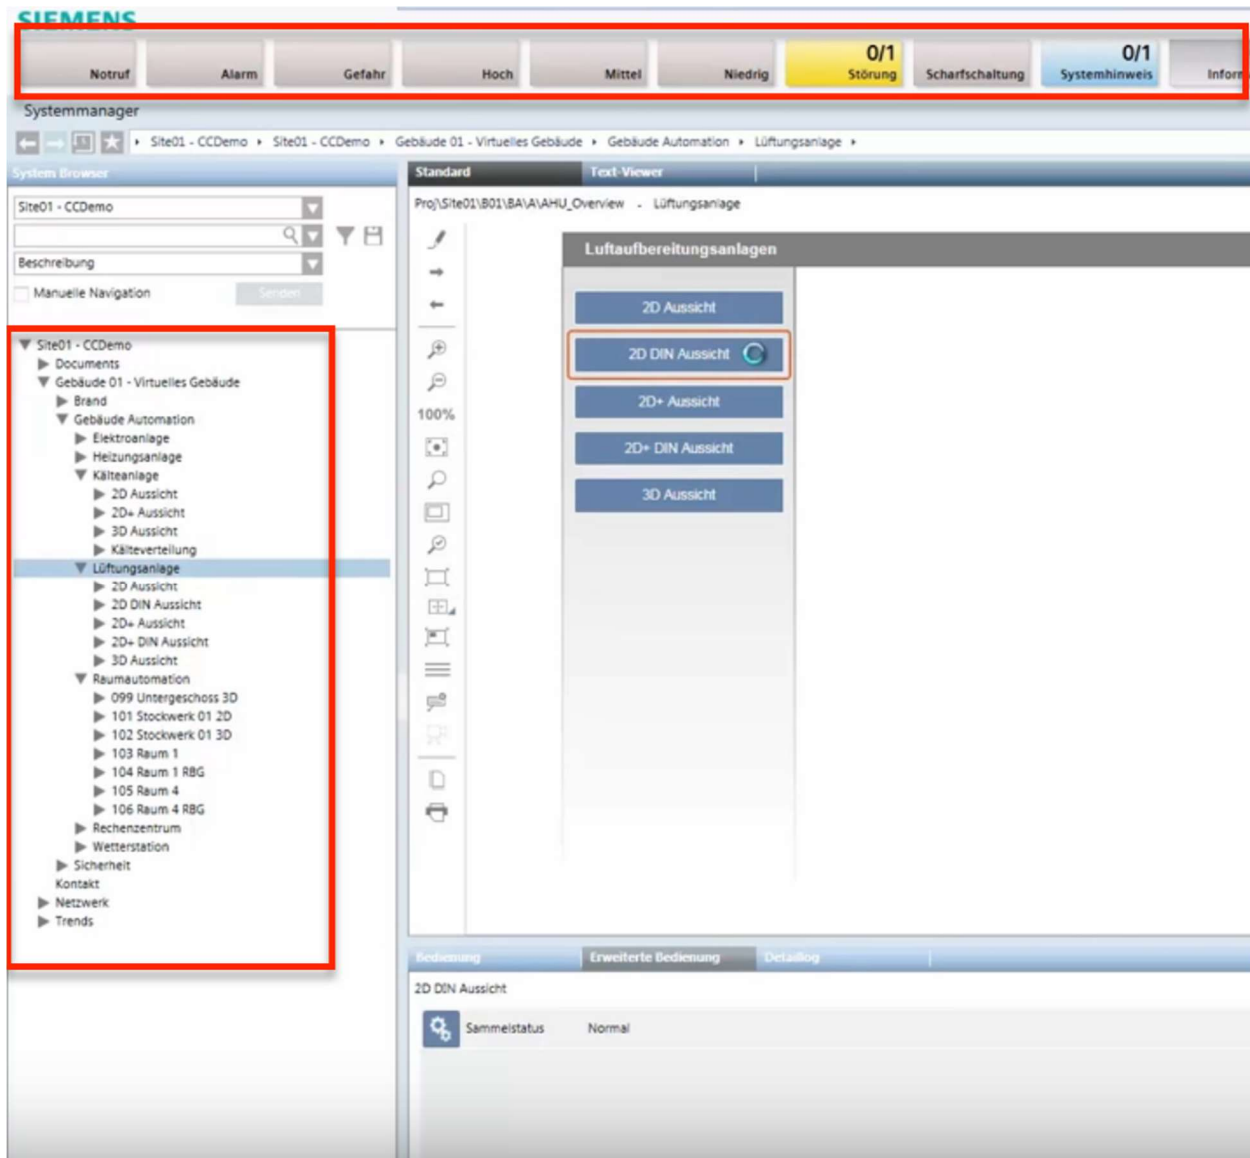 SIEMENS
Notruf
Alarm
Gefahr
Hoch
Mittel
Niedrig
0/1
Störung
Scharfschaltung
0/1
Systemhinweis
Inform
Systemmanager
Site01 - CCDemo
Site01 - CCDemo
Gebäude 01 - Virtuelles Gebäude
Gebäude Automation
Lüftungsanlage
System Browser
Site01 - CCDemo
Beschreibung
Manuelle Navigation
Senden
Site01 - CCDemo
Documents
Gebäude 01 - Virtuelles Gebäude
Brand
Gebäude Automation
Elektroanlage
Heizungsanlage
Kälteanlage
2D Aussicht
2D+ Aussicht
3D Aussicht
Kälteverteilung
Lüftungsanlage
2D Aussicht
2D DIN Aussicht
2D+ Aussicht
2D+ DIN Aussicht
3D Aussicht
Raumautomation
099 Untergeschoss 3D
101 Stockwerk 01 2D
102 Stockwerk 01 3D
103 Raum 1
104 Raum 1 RBG
105 Raum 4
106 Raum 4 RBG
Rechenzentrum
Wetterstation
Sicherheit
Kontakt
Netzwerk
Trends
Standard
Text-Viewer
Proj\Site01\B01\BA\A\AHU_Overview - Lüftungsanlage
100%
Luftaufbereitungsanlagen
2D Aussicht
2D DIN Aussicht
2D+ Aussicht
2D+ DIN Aussicht
3D Aussicht
Bedienung
Erweiterte Bedienung
Detaillog
2D DIN Aussicht
Sammelstatus
Normal